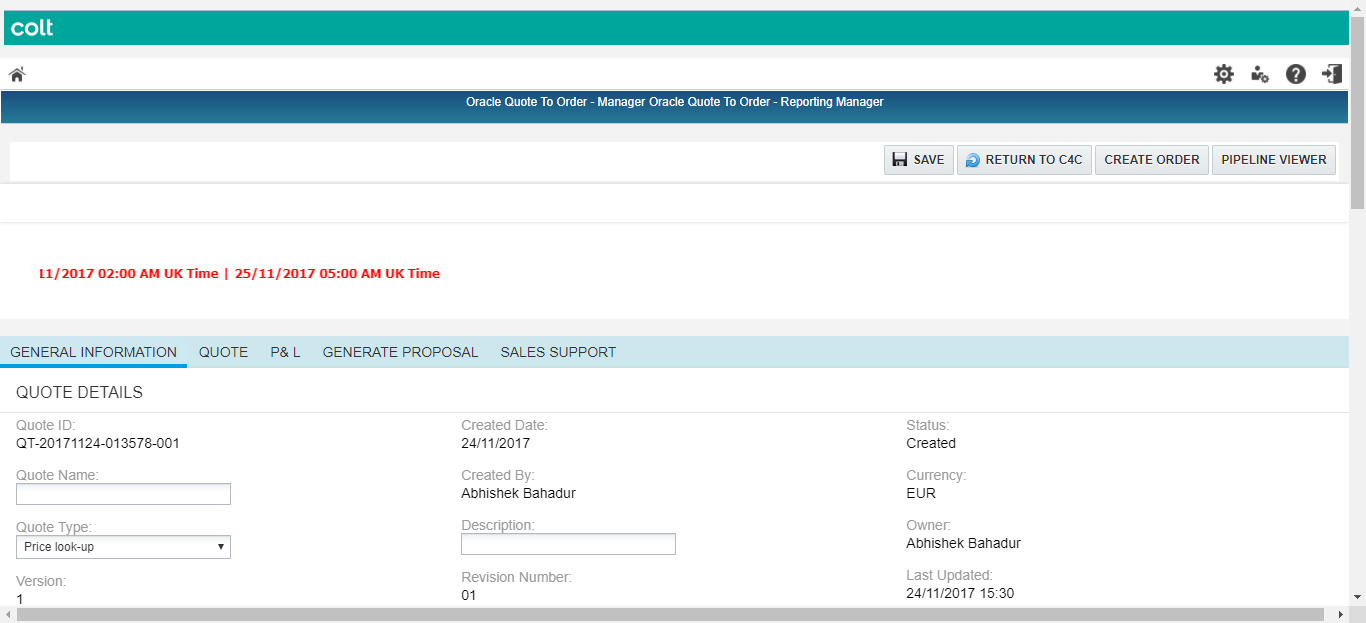 colt
Oracle Quote To Order - Manager Oracle Quote To Order - Reporting Manager
SAVE RETURN TO C4C CREATE ORDER PIPELINE VIEWER
11/2017 02:00 AM UK Time | 25/11/2017 05:00 AM UK Time
GENERAL INFORMATION QUOTE P& L GENERATE PROPOSAL SALES SUPPORT
QUOTE DETAILS
Quote ID: Created Date: Status:
QT-20171124-013578-001 24/11/2017 Created
Quote Name: Created By: Currency:
Abhishek Bahadur EUR
Quote Type: Description: Owner:
Price look-up Abhishek Bahadur
Version: Revision Number: Last Updated:
1 01 24/11/2017 15:30